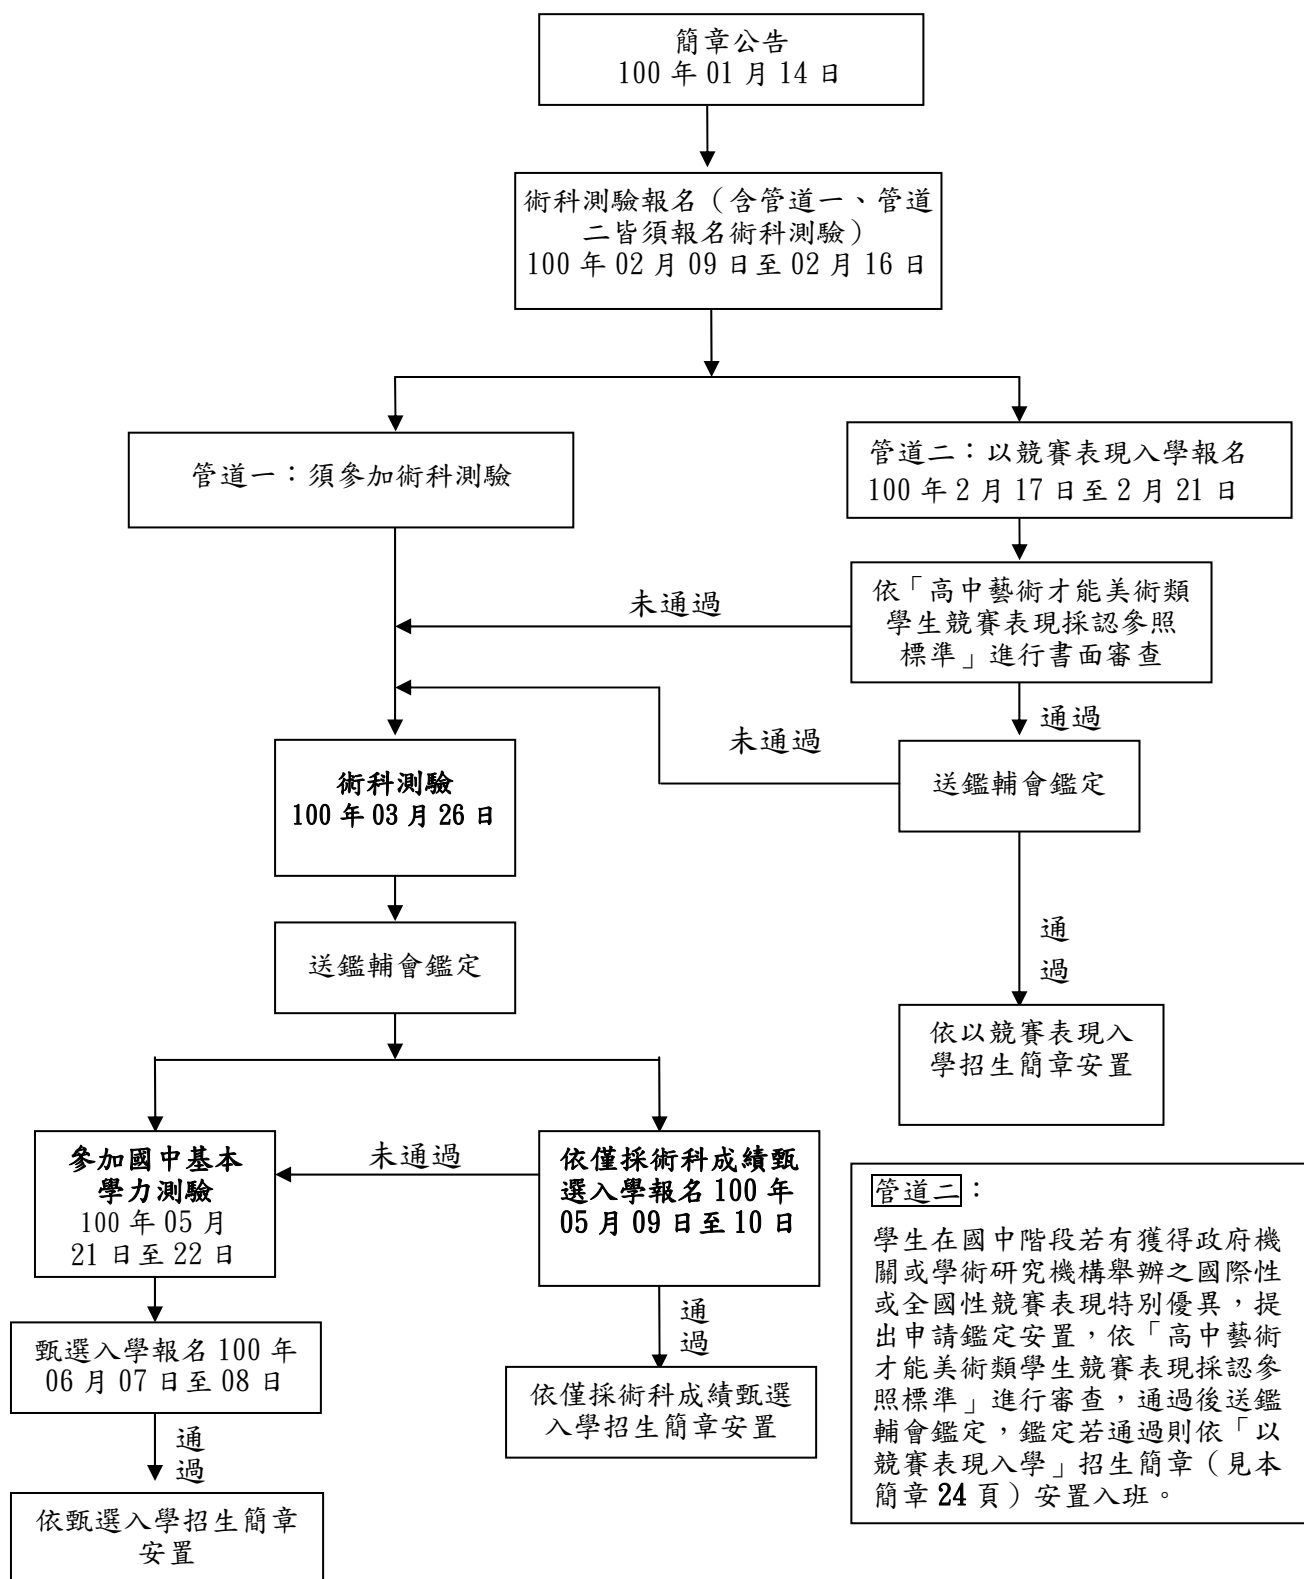 簡章公告
100 年 01 月 14 日
術科測驗報名（含管道一、管道
二皆須報名術科測驗）
100 年 02 月 09 日至 02 月 16 日
管道一：須參加術科測驗
管道二：以競賽表現入學報名
100 年 2 月 17 日至 2 月 21 日
未通過
依「高中藝術才能美術類
學生競賽表現採認參照
標準」進行書面審查
通過
未通過
術科測驗
100 年 03 月 26 日
送鑑輔會鑑定
送鑑輔會鑑定
通
過
依以競賽表現入
學招生簡章安置
參加國中基本
學力測驗
100 年 05 月
21 日至 22 日
未通過
依僅採術科成績甄
選入學報名 100 年
05 月 09 日至 10 日
通
過
甄選入學報名 100 年
06 月 07 日至 08 日
依僅採術科成績甄選
入學招生簡章安置
通
過
依甄選入學招生簡章
安置
管道二：
學生在國中階段若有獲得政府機
關或學術研究機構舉辦之國際性
或全國性競賽表現特別優異，提
出申請鑑定安置，依「高中藝術
才能美術類學生競賽表現採認參
照標準」進行審查，通過後送鑑
輔會鑑定，鑑定若通過則依「以
競賽表現入學」招生簡章（見本
簡章 24 頁）安置入班。